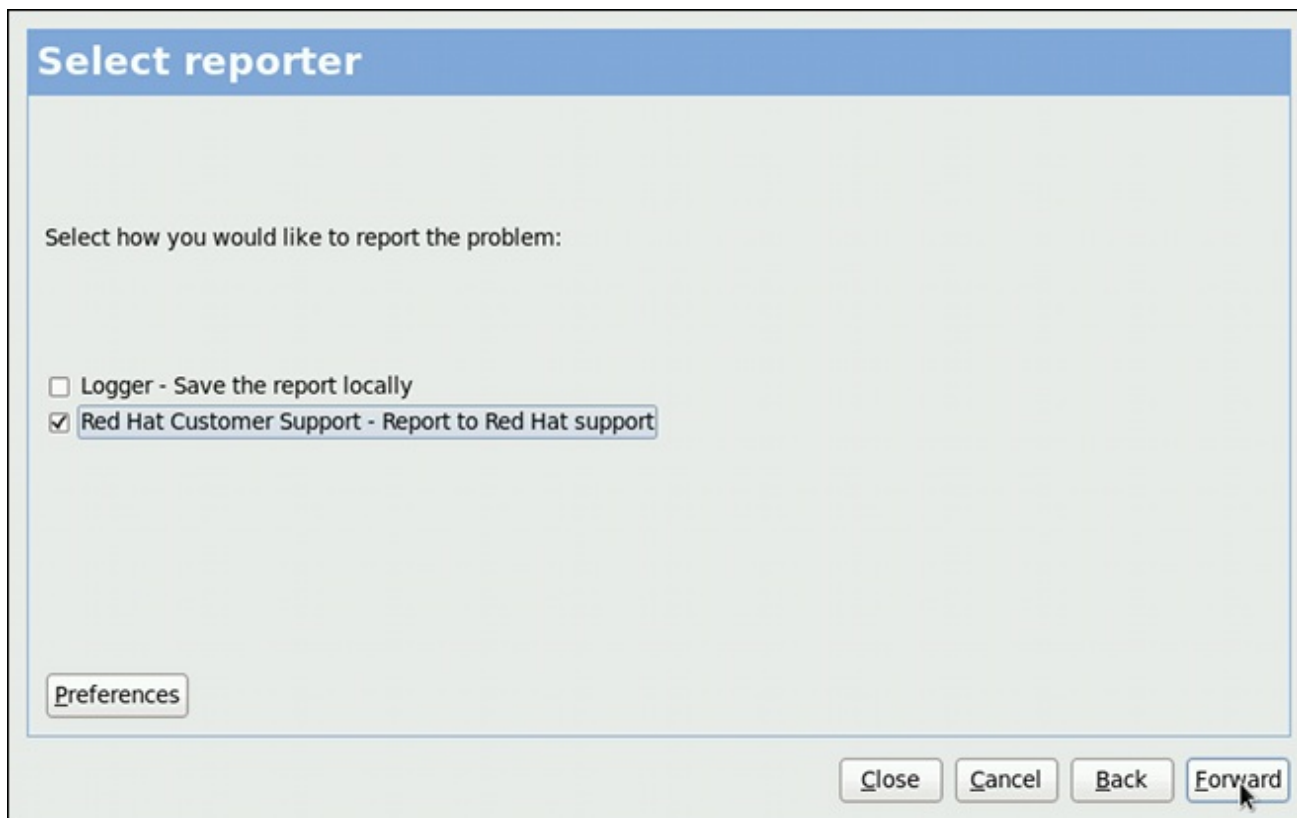 Select reporter
Select how you would like to report the problem:
Logger - Save the report locally
Red Hat Customer Support - Report to Red Hat support
Preferences
Close Cancel Back Forward